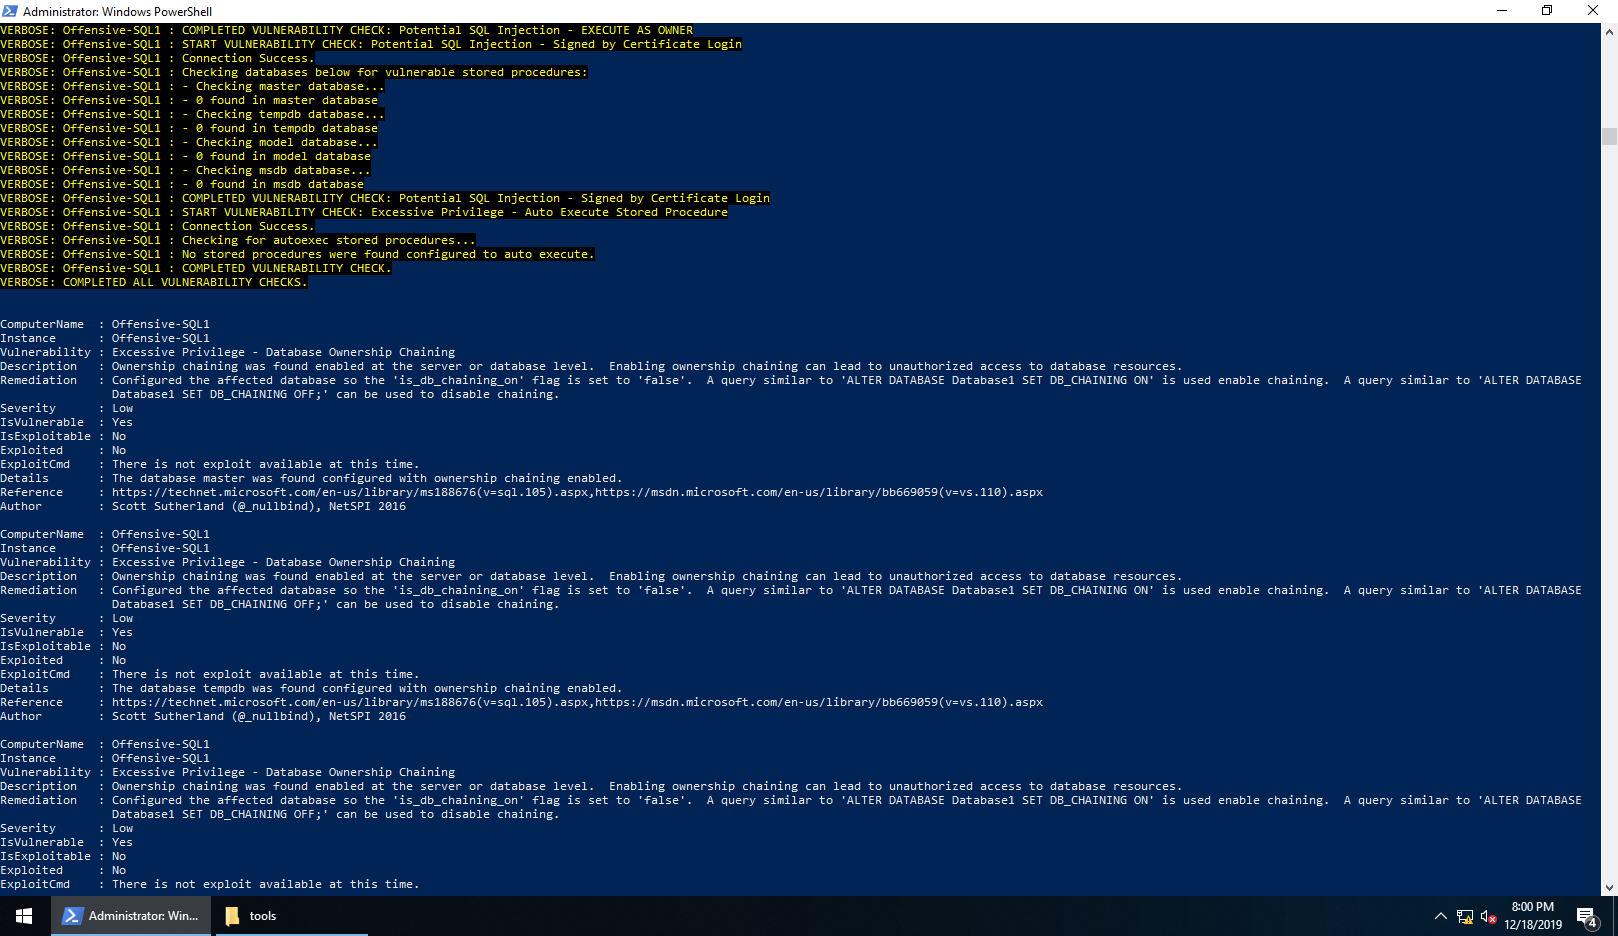 Administrator: Windows PowerShell
VERBOSE: Offensive-SQL1 : COMPLETED VULNERABILITY CHECK: Potential SQL Injection - EXECUTE AS OWNER
VERBOSE: Offensive-SQL1 : START VULNERABILITY CHECK: Potential SQL Injection - Signed by Certificate Login
VERBOSE: Offensive-SQL1 : Connection Success.
VERBOSE: Offensive-SQL1 : Checking databases below for vulnerable stored procedures:
VERBOSE: Offensive-SQL1 : - Checking master database...
VERBOSE: Offensive-SQL1 : - 0 found in master database
VERBOSE: Offensive-SQL1 : - Checking tempdb database...
VERBOSE: Offensive-SQL1 : - 0 found in tempdb database
VERBOSE: Offensive-SQL1 : - Checking model database...
VERBOSE: Offensive-SQL1 : - 0 found in model database
VERBOSE: Offensive-SQL1 : - Checking msdb database...
VERBOSE: Offensive-SQL1 : - 0 found in msdb database
VERBOSE: Offensive-SQL1 : COMPLETED VULNERABILITY CHECK: Potential SQL Injection - Signed by Certificate Login
VERBOSE: Offensive-SQL1 : START VULNERABILITY CHECK: Excessive Privilege - Auto Execute Stored Procedure
VERBOSE: Offensive-SQL1 : Connection Success.
VERBOSE: Offensive-SQL1 : Checking for autoexec stored procedures...
VERBOSE: Offensive-SQL1 : No stored procedures were found configured to auto execute.
VERBOSE: Offensive-SQL1 : COMPLETED VULNERABILITY CHECK.
VERBOSE: COMPLETED ALL VULNERABILITY CHECKS.
ComputerName : Offensive-SQL1
Instance : Offensive-SQL1
Vulnerability : Excessive Privilege - Database Ownership Chaining
Description : Ownership chaining was found enabled at the server or database level. Enabling ownership chaining can lead to unauthorized access to database resources.
Remediation : Configured the affected database so the 'is_db_chaining_on' flag is set to 'false'. A query similar to 'ALTER DATABASE Database1 SET DB_CHAINING ON' is used enable chaining. A query similar to 'ALTER DATABASE
Database1 SET DB_CHAINING OFF;' can be used to disable chaining.
Severity : Low
IsVulnerable : Yes
IsExploitable : No
Exploited : No
ExploitCmd : There is not exploit available at this time.
Details : The database master was found configured with ownership chaining enabled.
Reference : https://technet.microsoft.com/en-us/library/ms188676(v=sql.105).aspx,https://msdn.microsoft.com/en-us/library/bb669059(v=vs.110).aspx
Author : Scott Sutherland (@_nullbind), NetSPI 2016
ComputerName : Offensive-SQL1
Instance : Offensive-SQL1
Vulnerability : Excessive Privilege - Database Ownership Chaining
Description : Ownership chaining was found enabled at the server or database level. Enabling ownership chaining can lead to unauthorized access to database resources.
Remediation : Configured the affected database so the 'is_db_chaining_on' flag is set to 'false'. A query similar to 'ALTER DATABASE Database1 SET DB_CHAINING ON' is used enable chaining. A query similar to 'ALTER DATABASE
Database1 SET DB_CHAINING OFF;' can be used to disable chaining.
Severity : Low
IsVulnerable : Yes
IsExploitable : No
Exploited : No
ExploitCmd : There is not exploit available at this time.
Details : The database tempdb was found configured with ownership chaining enabled.
Reference : https://technet.microsoft.com/en-us/library/ms188676(v=sql.105).aspx,https://msdn.microsoft.com/en-us/library/bb669059(v=vs.110).aspx
Author : Scott Sutherland (@_nullbind), NetSPI 2016
ComputerName : Offensive-SQL1
Instance : Offensive-SQL1
Vulnerability : Excessive Privilege - Database Ownership Chaining
Description : Ownership chaining was found enabled at the server or database level. Enabling ownership chaining can lead to unauthorized access to database resources.
Remediation : Configured the affected database so the 'is_db_chaining_on' flag is set to 'false'. A query similar to 'ALTER DATABASE Database1 SET DB_CHAINING ON' is used enable chaining. A query similar to 'ALTER DATABASE
Database1 SET DB_CHAINING OFF;' can be used to disable chaining.
Severity : Low
IsVulnerable : Yes
IsExploitable : No
Exploited : No
ExploitCmd : There is not exploit available at this time.
Administrator: Win...
tools
8:00 PM
12/18/2019
4